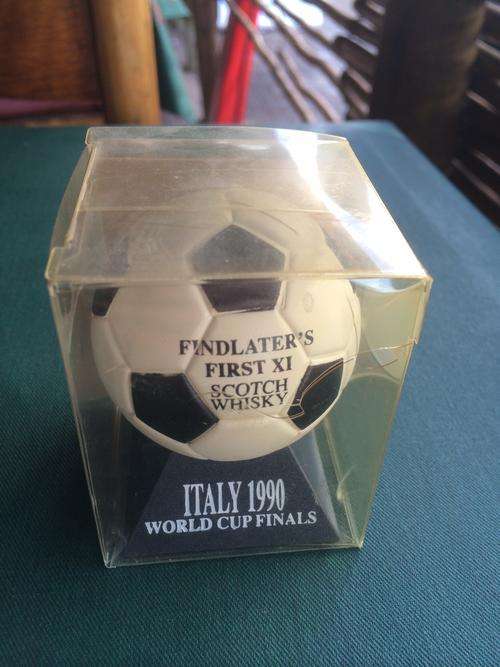 FINDLATER'S
FIRST XI
SCOTCH
WHISKY
ITALY 1990
WORLD CUP FINALS